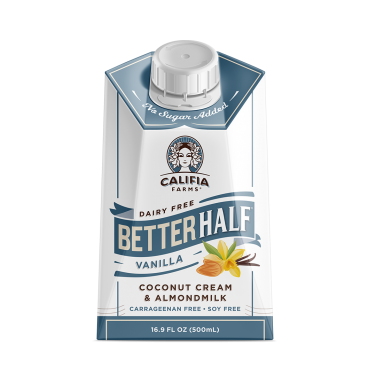 No Sugar Added
CALIFIA
FARMS®
DAIRY FREE
BETTER HALF
VANILLA
COCONUT CREAM
& ALMONDMILK
CARRAGEENAN FREE • SOY FREE
16.9 FL OZ (500mL)